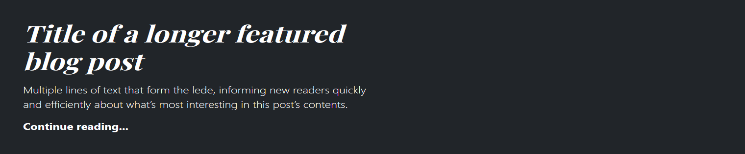 Title of a longer featured
blog post
Multiple lines of text that form the lede, informing new readers quickly
and efficiently about what's most interesting in this post's contents.
Continue reading...